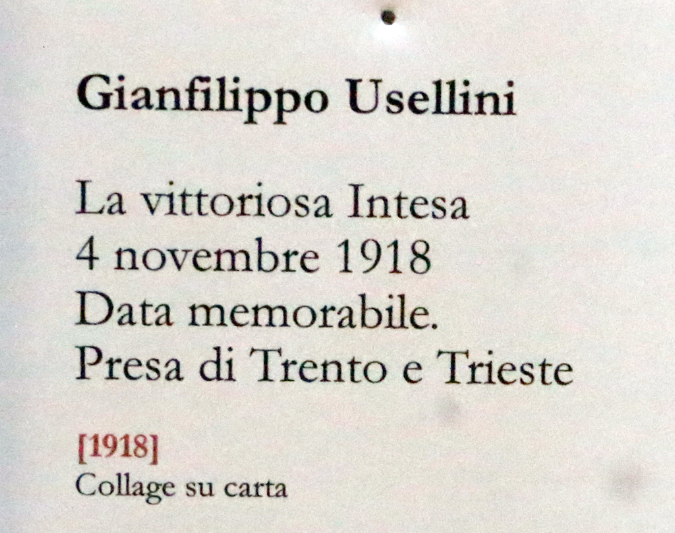 Gianfilippo Usellini
La vittoriosa Intesa
4 novembre 1918
Data memorabile.
Presa di Trento e Trieste
[1918]
Collage su carta